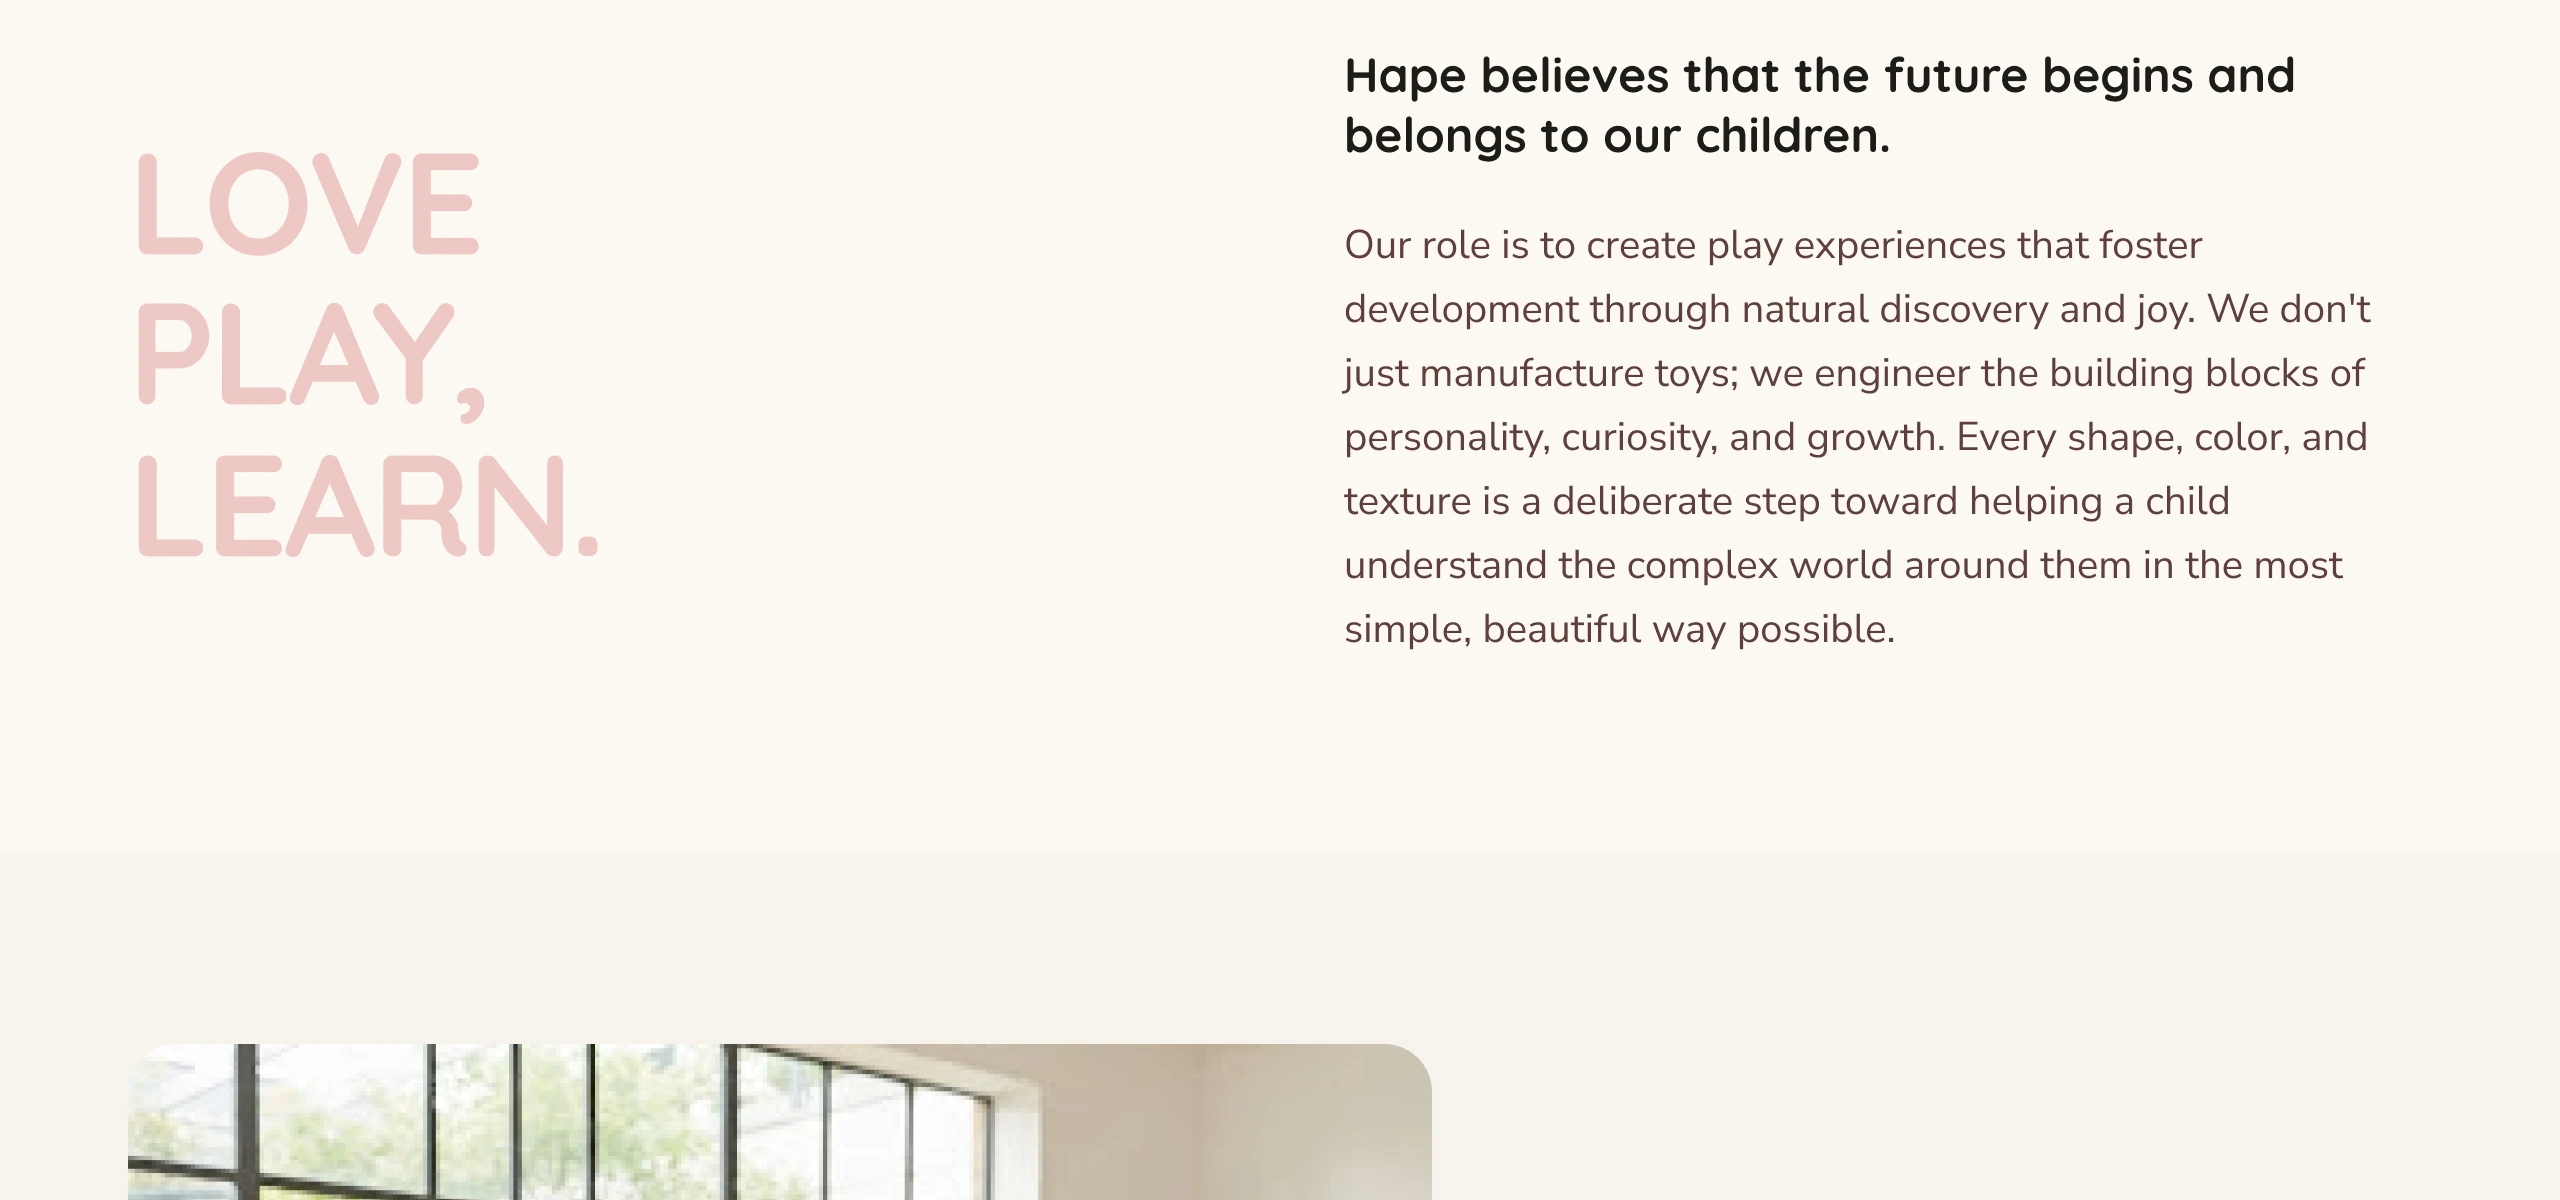 LOVE
PLAY,
LEARN.
Hape believes that the future begins and
belongs to our children.
Our role is to create play experiences that foster
development through natural discovery and joy. We don't
just manufacture toys; we engineer the building blocks of
personality, curiosity, and growth. Every shape, color, and
texture is a deliberate step toward helping a child
understand the complex world around them in the most
simple, beautiful way possible.